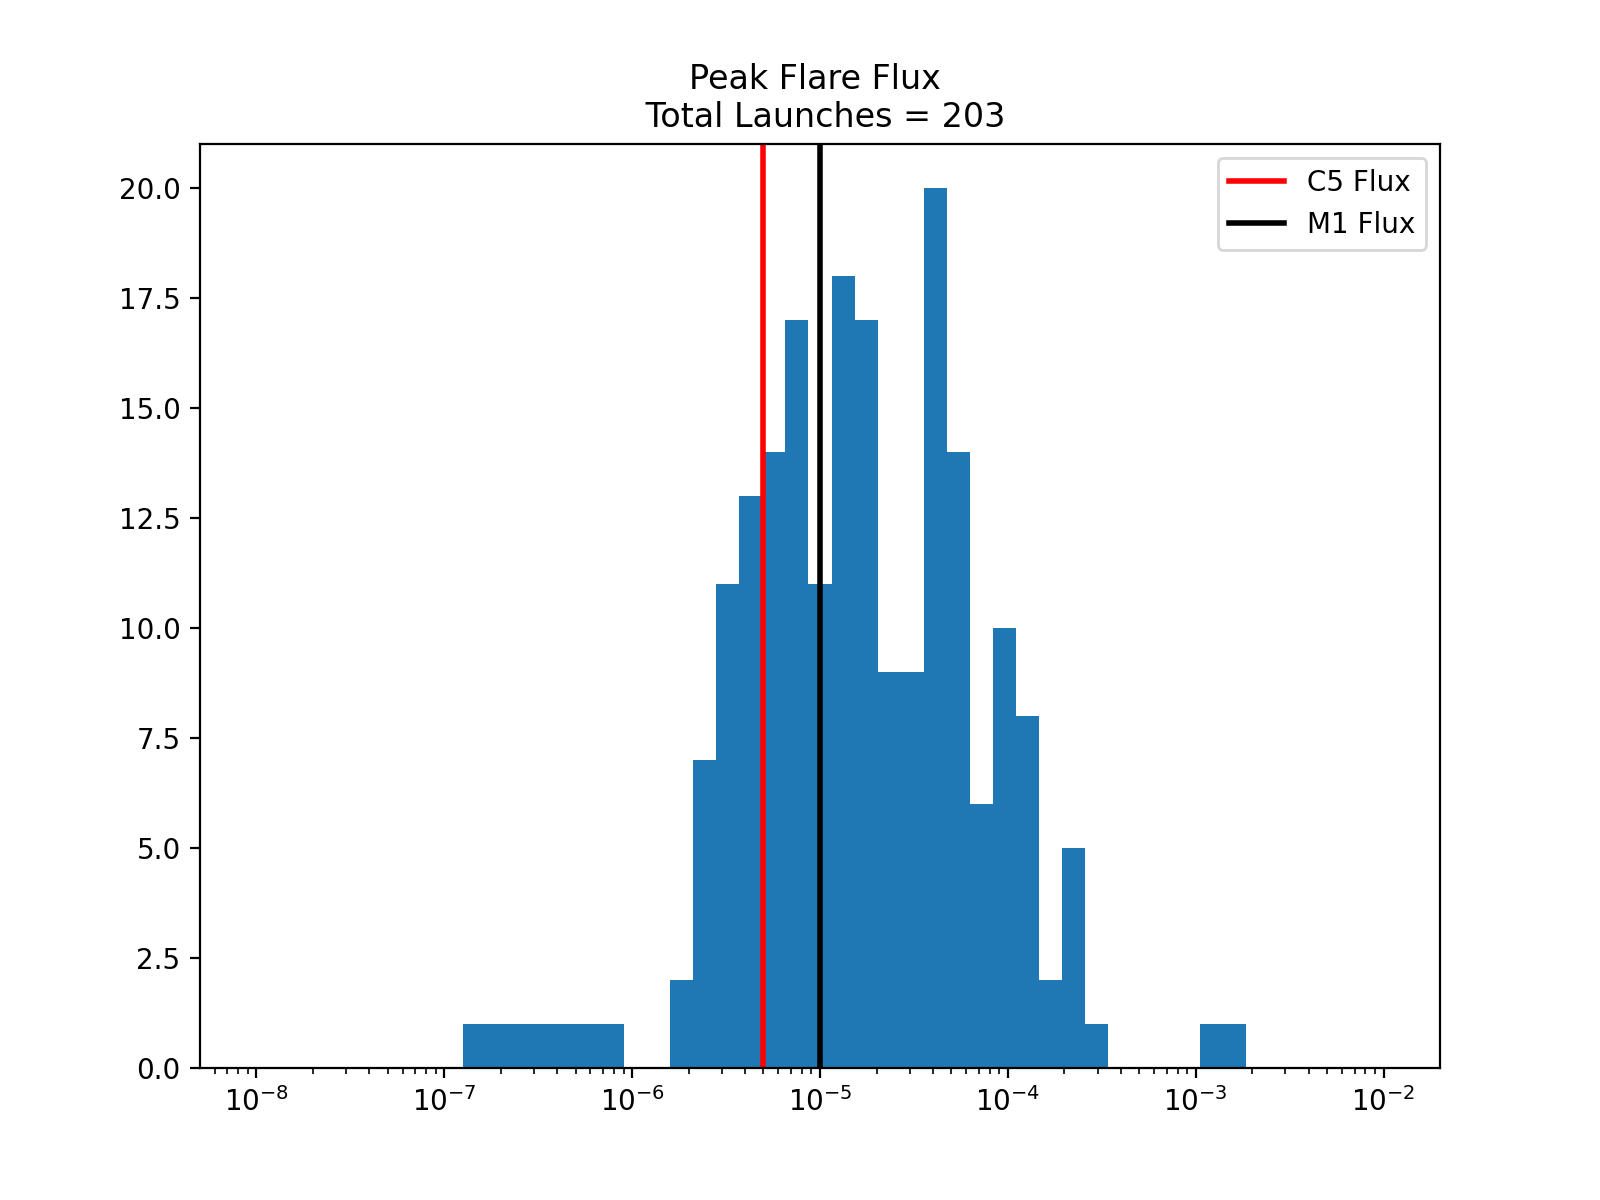 Peak Flare Flux
Total Launches = 203
C5 Flux
M1 Flux
20.0
17.5
15.0
12.5
10.0
7.5
5.0
2.5
0.0
10⁻⁸ 10⁻⁷ 10⁻⁶ 10⁻⁵ 10⁻⁴ 10⁻³ 10⁻²